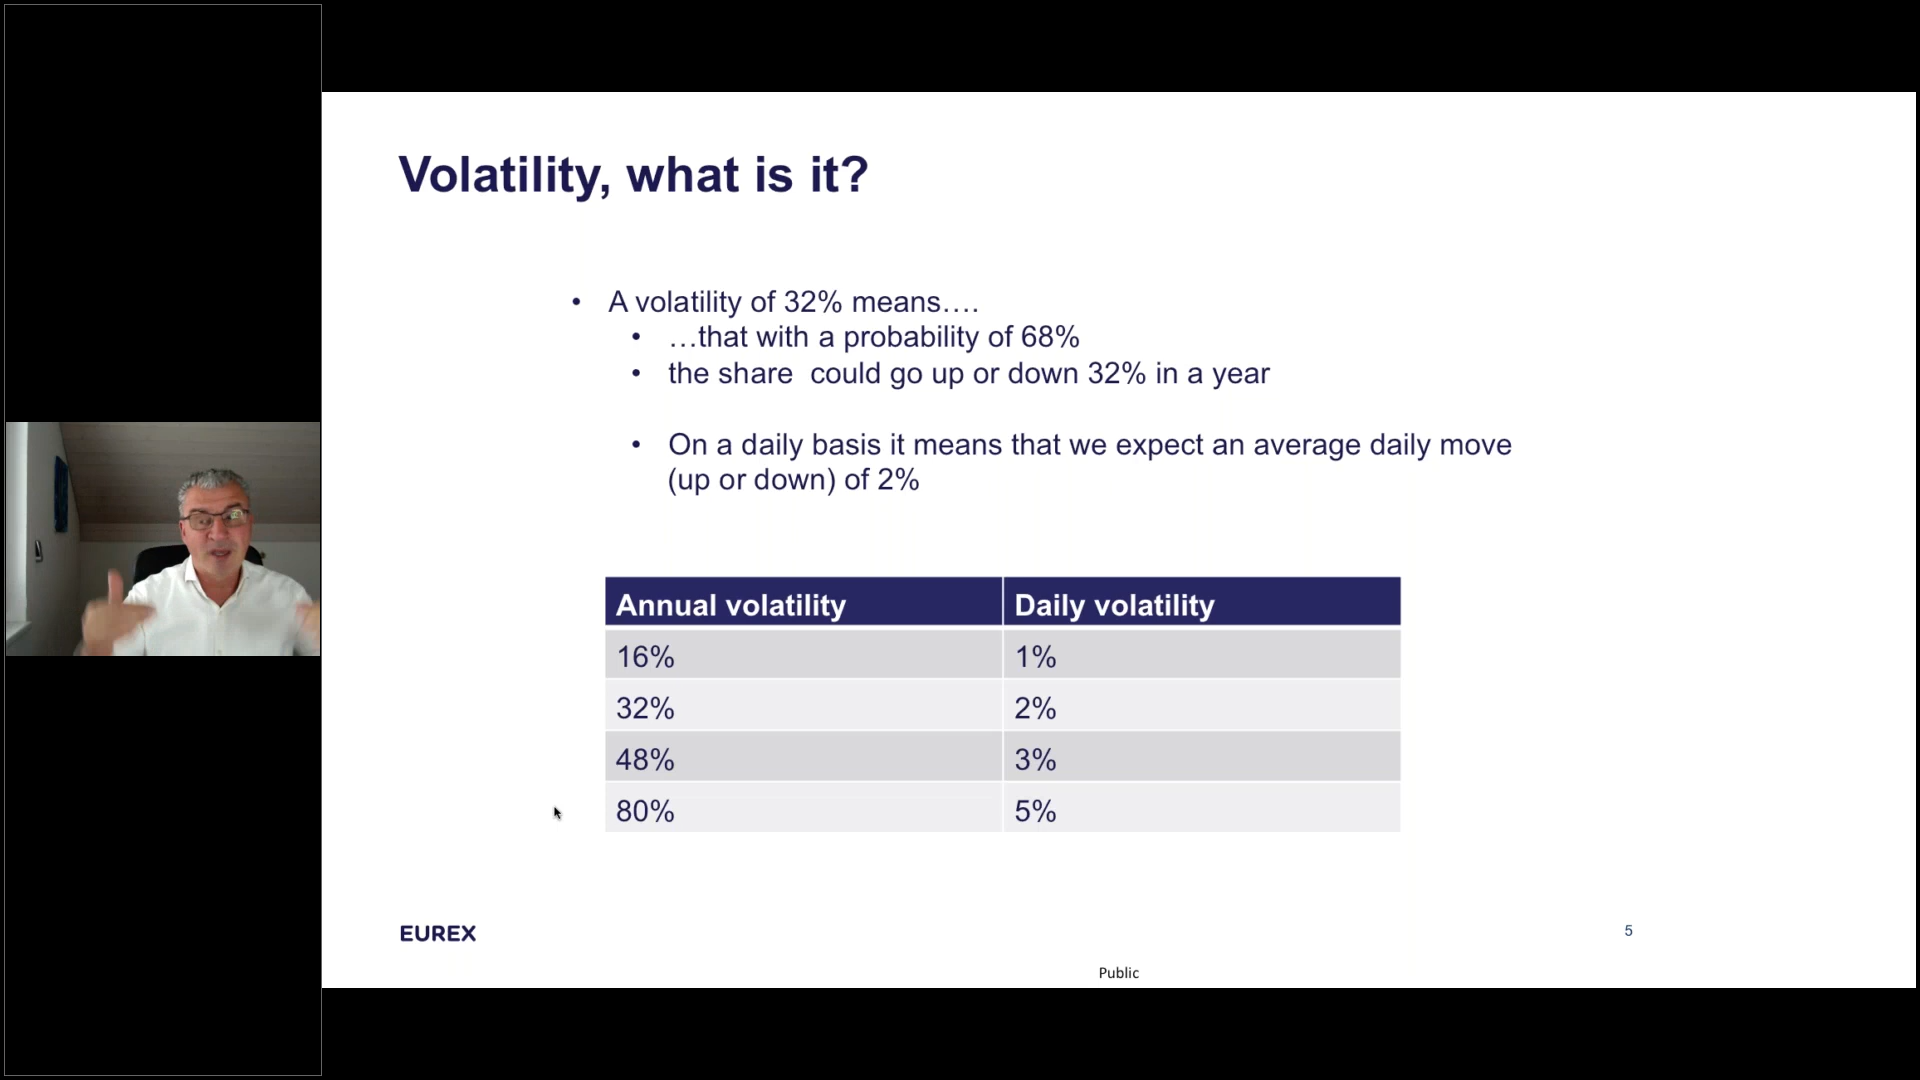 Volatility, what is it?
• A volatility of 32% means….
• …that with a probability of 68%
• the share  could go up or down 32% in a year
• On a daily basis it means that we expect an average daily move
(up or down) of 2%
Annual volatility Daily volatility
16% 1%
32% 2%
48% 3%
80% 5%
EUREX
5
Public